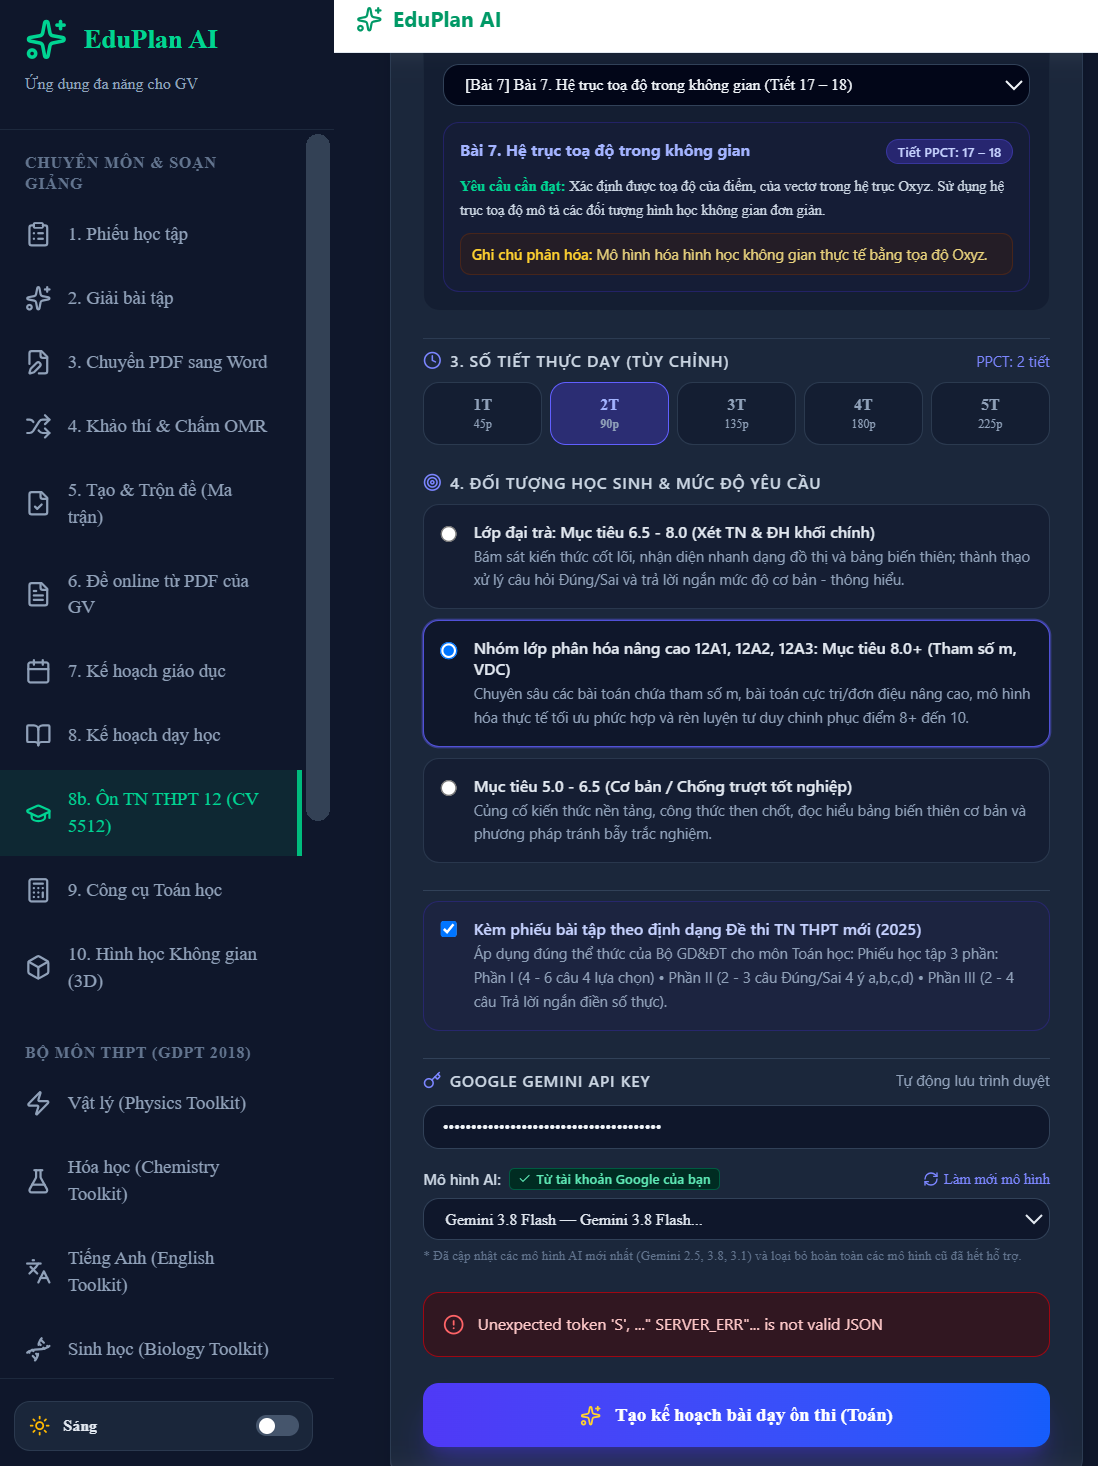 EduPlan AI
Ứng dụng đa năng cho GV
CHUYÊN MÔN & SOẠN
GIẢNG
1. Phiếu học tập
2. Giải bài tập
3. Chuyển PDF sang Word
4. Khảo thí & Chấm OMR
5. Tạo & Trộn đề (Ma
trận)
6. Đề online từ PDF của
GV
7. Kế hoạch giáo dục
8. Kế hoạch dạy học
8b. Ôn TN THPT 12 (CV
5512)
9. Công cụ Toán học
10. Hình học Không gian
(3D)
BỘ MÔN THPT (GDPT 2018)
Vật lý (Physics Toolkit)
Hóa học (Chemistry
Toolkit)
Tiếng Anh (English
Toolkit)
Sinh học (Biology Toolkit)
Sáng
EduPlan AI
[Bài 7] Bài 7. Hệ trục toạ độ trong không gian (Tiết 17 – 18)
Bài 7. Hệ trục toạ độ trong không gian
Tiết PPCT: 17 – 18
Yêu cầu cần đạt: Xác định được toạ độ của điểm, của vectơ trong hệ trục Oxyz. Sử dụng hệ
trục toạ độ mô tả các đối tượng hình học không gian đơn giản.
Ghi chú phân hóa: Mô hình hóa hình học không gian thực tế bằng tọa độ Oxyz.
3. SỐ TIẾT THỰC DẠY (TÙY CHỈNH)
PPCT: 2 tiết
1T
45p
2T
90p
3T
135p
4T
180p
5T
225p
4. ĐỐI TƯỢNG HỌC SINH & MỨC ĐỘ YÊU CẦU
Lớp đại trà: Mục tiêu 6.5 - 8.0 (Xét TN & ĐH khối chính)
Bám sát kiến thức cốt lõi, nhận diện nhanh dạng đồ thị và bảng biến thiên; thành thạo
xử lý câu hỏi Đúng/Sai và trả lời ngắn mức độ cơ bản - thông hiểu.
Nhóm lớp phân hóa nâng cao 12A1, 12A2, 12A3: Mục tiêu 8.0+ (Tham số m,
VDC)
Chuyên sâu các bài toán chứa tham số m, bài toán cực trị/đơn điệu nâng cao, mô hình
hóa thực tế tối ưu phức hợp và rèn luyện tư duy chinh phục điểm 8+ đến 10.
Mục tiêu 5.0 - 6.5 (Cơ bản / Chống trượt tốt nghiệp)
Củng cố kiến thức nền tảng, công thức then chốt, đọc hiểu bảng biến thiên cơ bản và
phương pháp tránh bẫy trắc nghiệm.
Kèm phiếu bài tập theo định dạng Đề thi TN THPT mới (2025)
Áp dụng đúng thể thức của Bộ GD&ĐT cho môn Toán học: Phiếu học tập 3 phần:
Phần I (4 - 6 câu 4 lựa chọn) • Phần II (2 - 3 câu Đúng/Sai 4 ý a,b,c,d) • Phần III (2 - 4
câu Trả lời ngắn điền số thực).
GOOGLE GEMINI API KEY
Tự động lưu trình duyệt
Mô hình AI:
Từ tài khoản Google của bạn
Làm mới mô hình
Gemini 3.8 Flash — Gemini 3.8 Flash...
* Đã cập nhật các mô hình AI mới nhất (Gemini 2.5, 3.8, 3.1) và loại bỏ hoàn toàn các mô hình cũ đã hết hỗ trợ.
Unexpected token 'S', ..." SERVER_ERR"... is not valid JSON
Tạo kế hoạch bài dạy ôn thi (Toán)